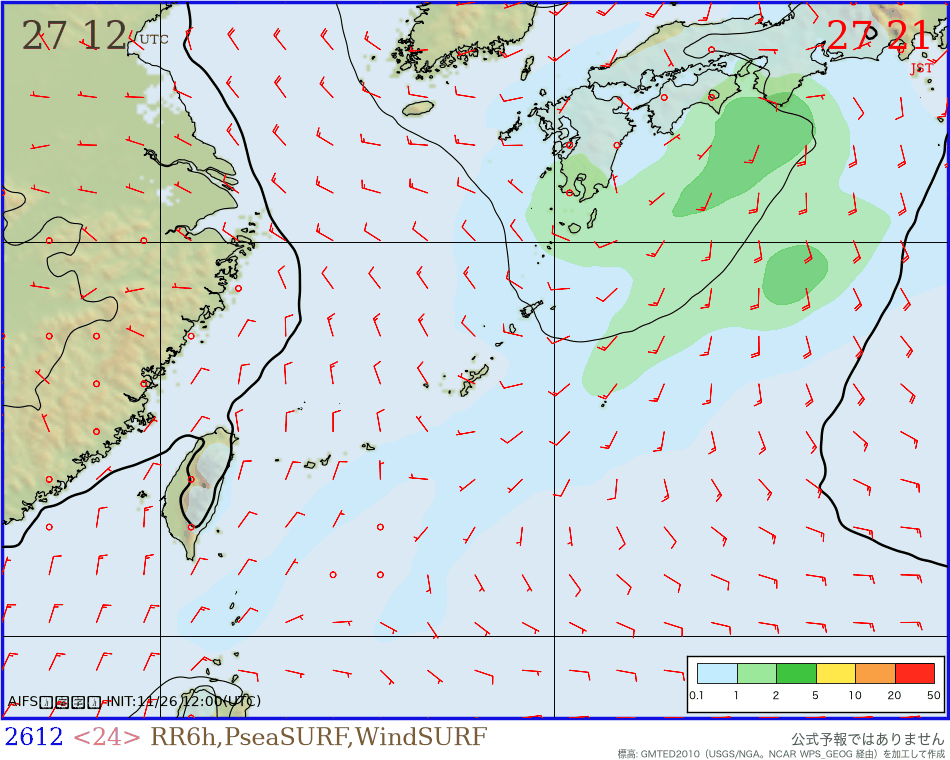 27 12 UTC
27 21 JST
AIFS INIT:11/26 12:00(UTC)
0.1 1 2 5 10 20 50
2612 <24> RR6h,PseaSURF,WindSURF
公式予報ではありません
標高: GMTED2010（USGS/NGA。NCAR WPS_GEOG 経由）を加工して作成